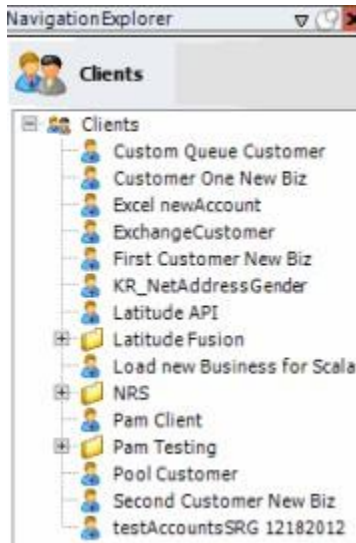 NavigationExplorer
Clients
Clients
Custom Queue Customer
Customer One New Biz
Excel newAccount
ExchangeCustomer
First Customer New Biz
KR_NetAddressGender
Latitude API
Latitude Fusion
Load new Business for Scala
NRS
Pam Client
Pam Testing
Pool Customer
Second Customer New Biz
testAccountsSRG 12182012